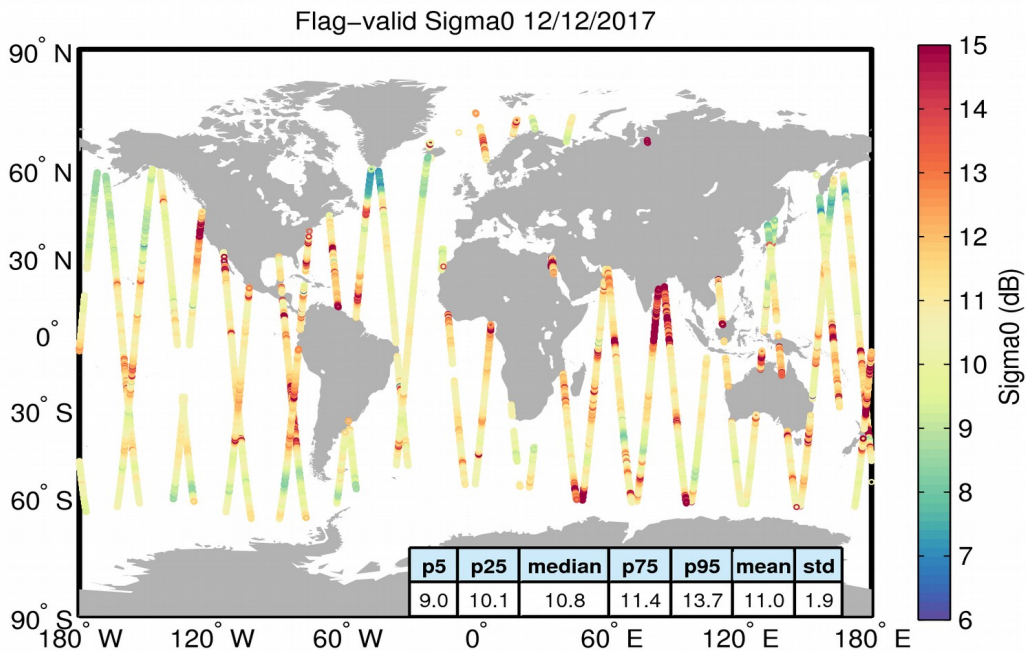 Flag−valid Sigma0 12/12/2017
90° N
60° N
30° N
0°
30° S
60° S
90° S
180° W
120° W
60° W
0°
60° E
120° E
180° E
p5 p25 median p75 p95 mean std
9.0 10.1 10.8 11.4 13.7 11.0 1.9
15
14
13
12
11
10
9
8
7
6
Sigma0 (dB)